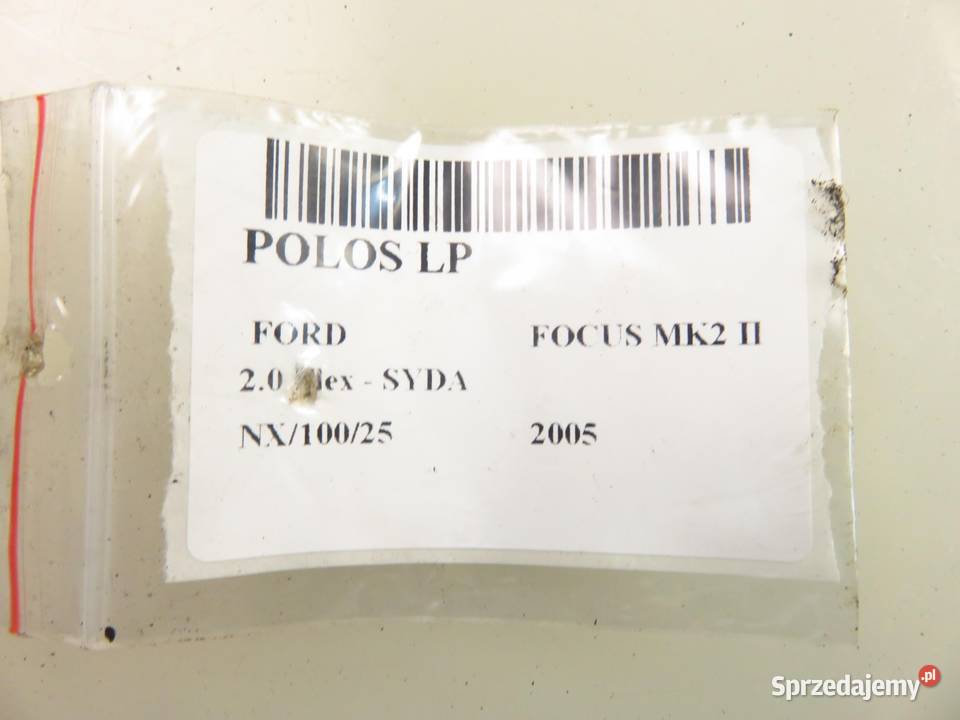 POLOS LP
FORD FOCUS MK2 II
2.0 - SYDA
NX/100/25 2005
Sprzedajemy.pl